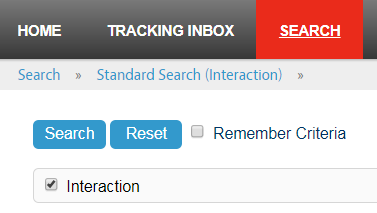 HOME TRACKING INBOX SEARCH
Search » Standard Search (Interaction) »
Search Reset Remember Criteria
Interaction